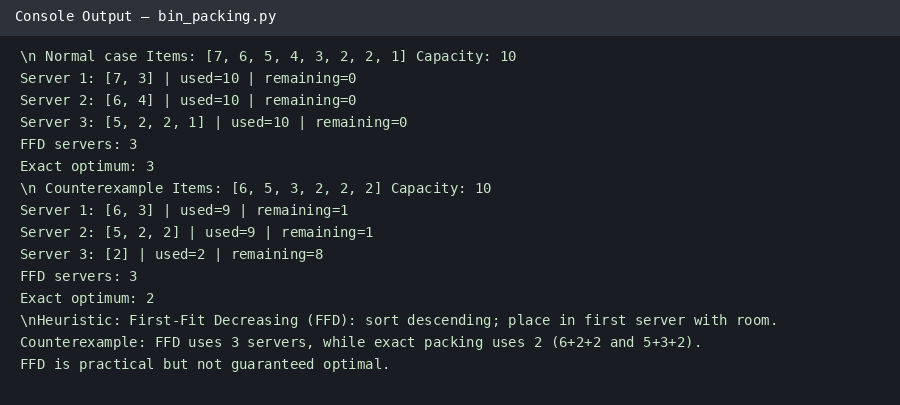 Console Output — bin_packing.py
\n Normal case Items: [7, 6, 5, 4, 3, 2, 2, 1] Capacity: 10
Server 1: [7, 3] | used=10 | remaining=0
Server 2: [6, 4] | used=10 | remaining=0
Server 3: [5, 2, 2, 1] | used=10 | remaining=0
FFD servers: 3
Exact optimum: 3
\n Counterexample Items: [6, 5, 3, 2, 2, 2] Capacity: 10
Server 1: [6, 3] | used=9 | remaining=1
Server 2: [5, 2, 2] | used=9 | remaining=1
Server 3: [2] | used=2 | remaining=8
FFD servers: 3
Exact optimum: 2
\nHeuristic: First-Fit Decreasing (FFD): sort descending; place in first server with room.
Counterexample: FFD uses 3 servers, while exact packing uses 2 (6+2+2 and 5+3+2).
FFD is practical but not guaranteed optimal.